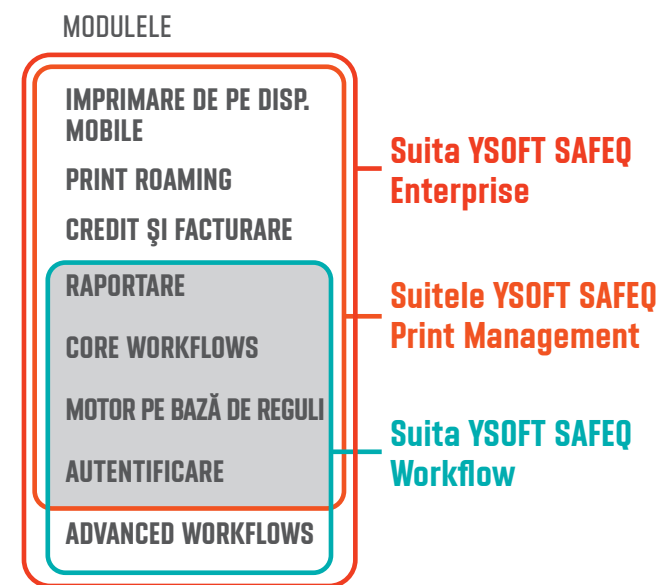 MODULELE
IMPRIMARE DE PE DISP.
MOBILE
PRINT ROAMING
CREDIT ŞI FACTURARE
RAPORTARE
CORE WORKFLOWS
MOTOR PE BAZĂ DE REGULI
AUTENTIFICARE
ADVANCED WORKFLOWS
Suita YSOFT SAFEQ
Enterprise
Suitele YSOFT SAFEQ
Print Management
Suita YSOFT SAFEQ
Workflow